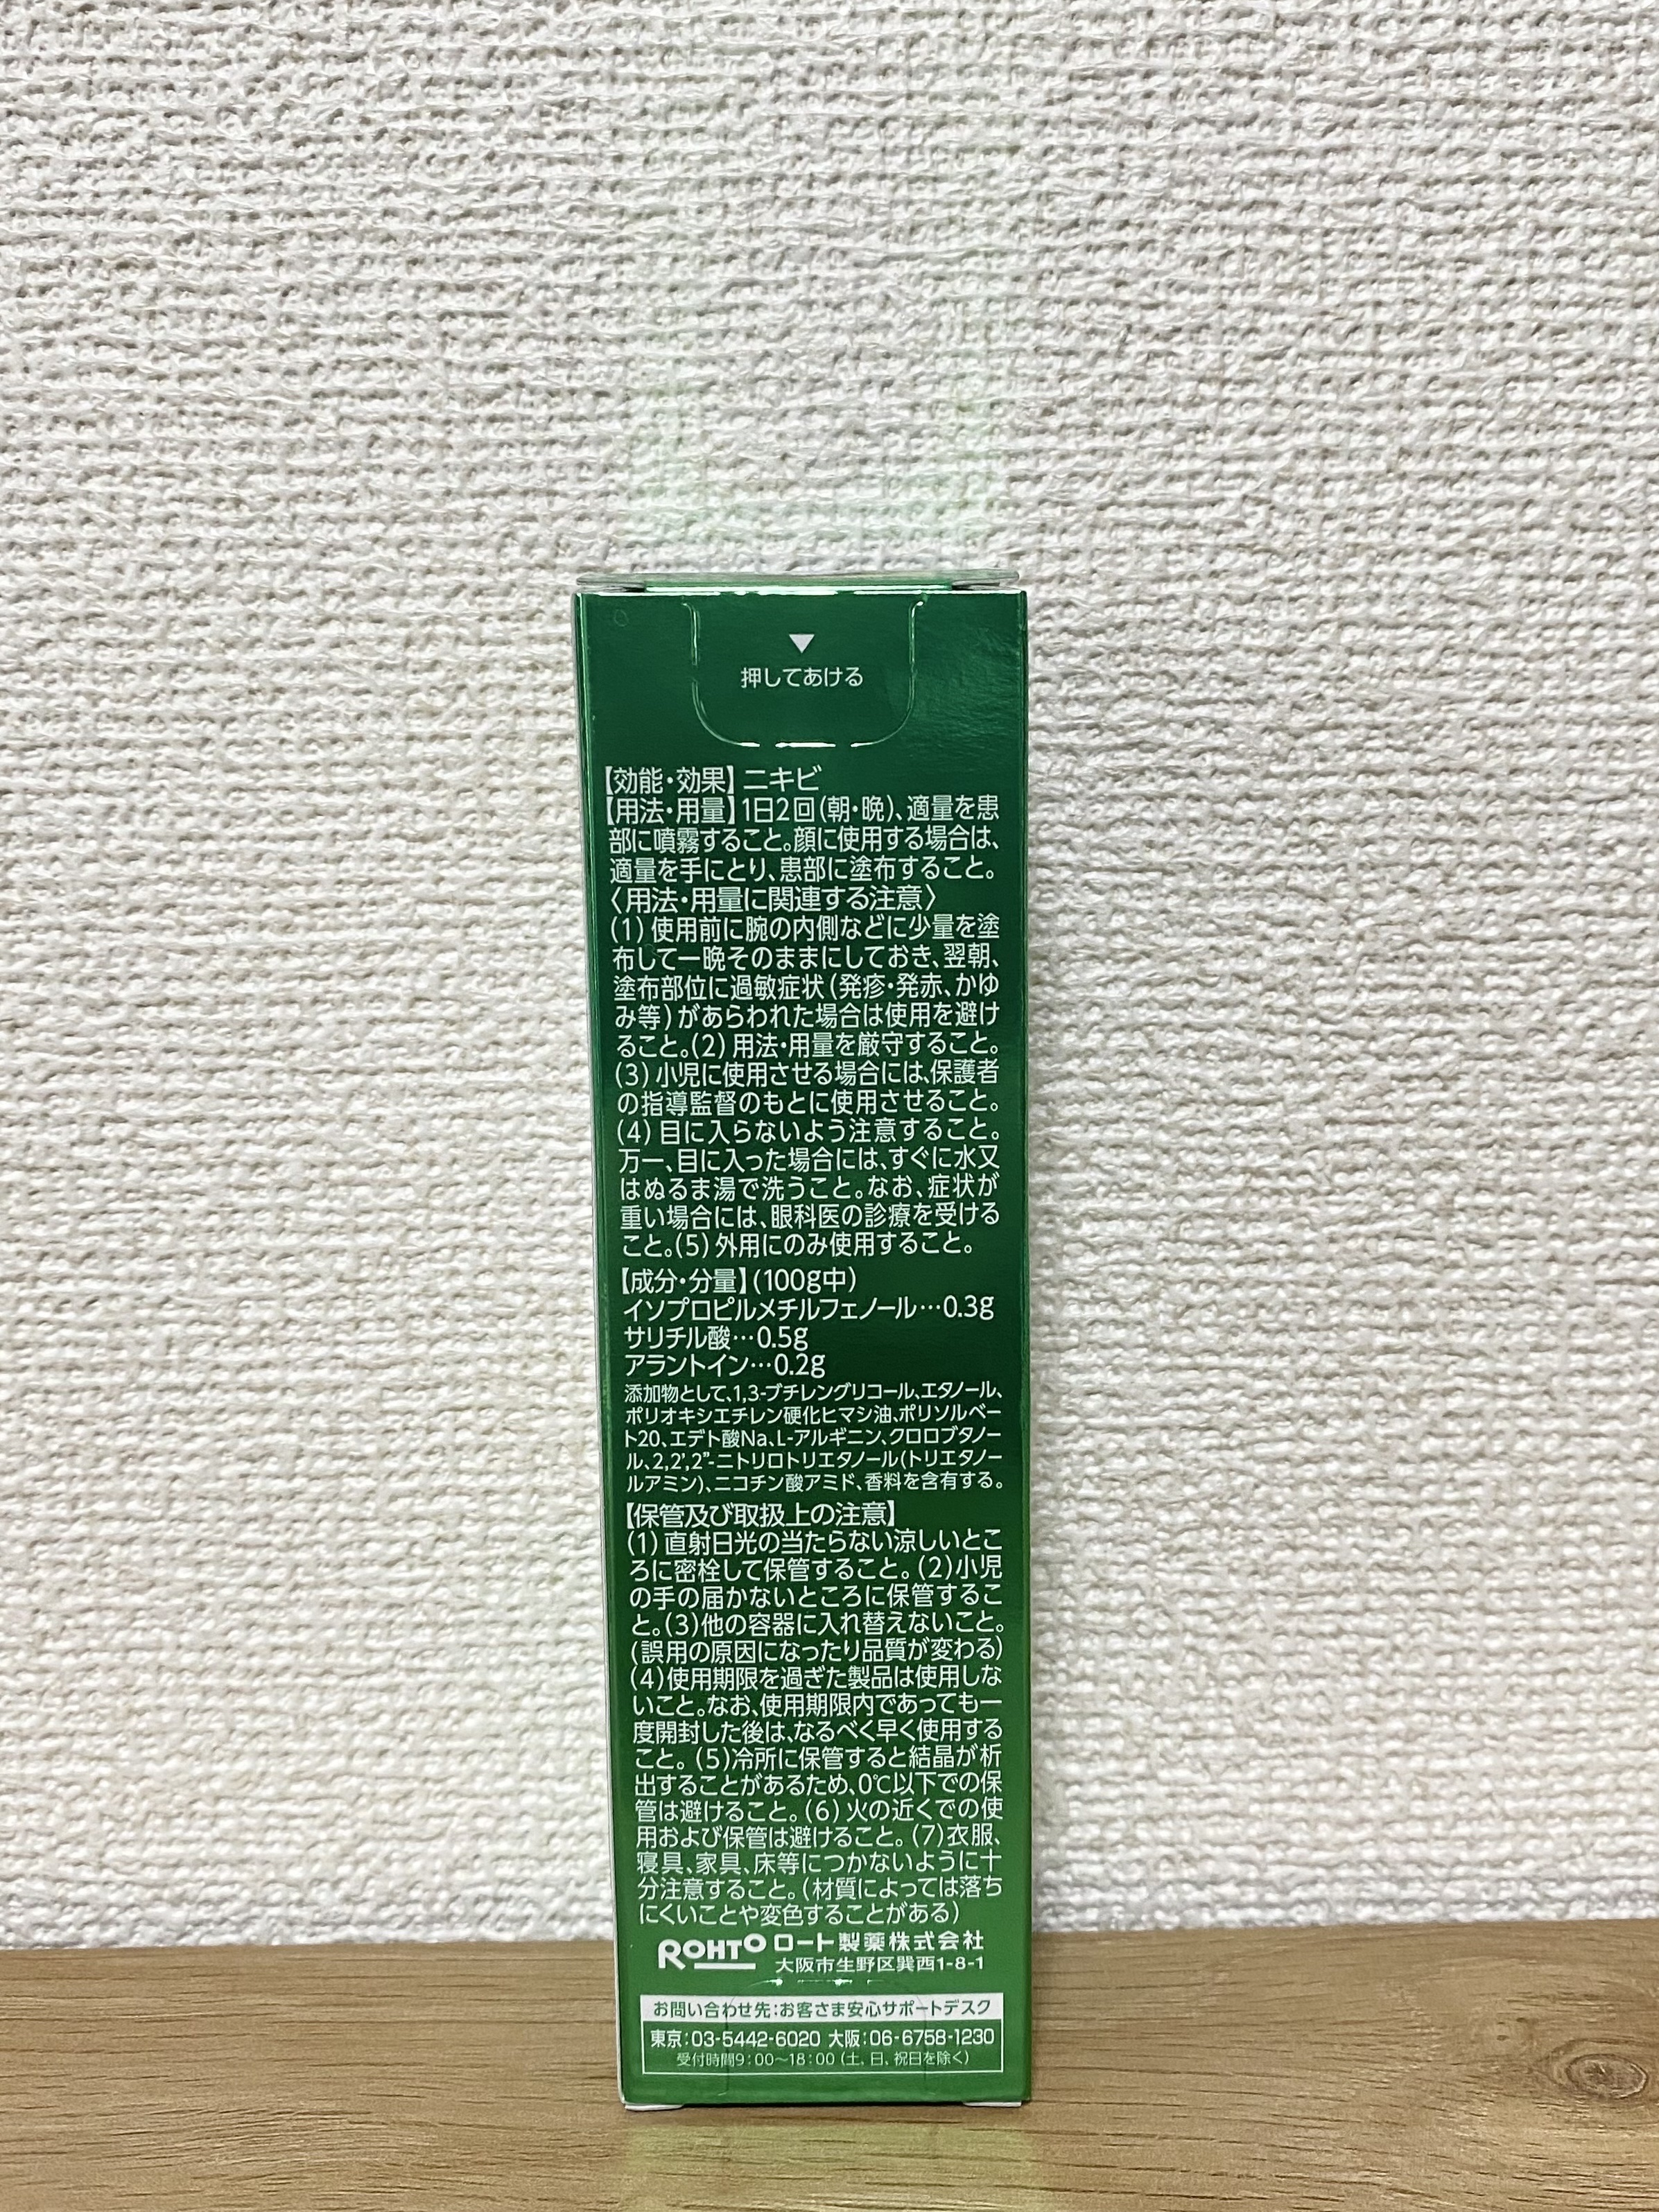 ▼
押してあける
【効能・効果】ニキビ
【用法・用量】1日2回(朝・晩)、適量を患
部に噴霧すること。顔に使用する場合は、
適量を手にとり、患部に塗布すること。
〈用法・用量に関連する注意〉
(1) 使用前に腕の内側などに少量を塗
布して一晩そのままにしておき、翌朝、
塗布部位に過敏症状(発疹・発赤、かゆ
み等)があらわれた場合は使用を避け
ること。(2) 用法・用量を厳守すること。
(3) 小児に使用させる場合には、保護者
の指導監督のもとに使用させること。
(4) 目に入らないよう注意すること。
万一、目に入った場合には、すぐに水又
はぬるま湯で洗うこと。なお、症状が
重い場合には、眼科医の診療を受ける
こと。(5) 外用にのみ使用すること。
【成分・分量】(100g中)
イソプロピルメチルフェノール…0.3g
サリチル酸…0.5g
アラントイン…0.2g
添加物として、1,3-ブチレングリコール、エタノール、
ポリオキシエチレン硬化ヒマシ油、ポリソルベー
ト20、エデト酸Na、L-アルギニン、クロロブタノー
ル、2,2',2"-ニトリロトリエタノール(トリエタノー
ルアミン)、ニコチン酸アミド、香料を含有する。
【保管及び取扱上の注意】
(1) 直射日光の当たらない涼しいとこ
ろに密栓して保管すること。(2)小児
の手の届かないところに保管するこ
と。(3)他の容器に入れ替えないこと。
(誤用の原因になったり品質が変わる)
(4)使用期限を過ぎた製品は使用しな
いこと。なお、使用期限内であっても一
度開封した後は、なるべく早く使用する
こと。(5)冷所に保管すると結晶が析
出することがあるため、0℃以下での保
管は避けること。(6) 火の近くでの使
用および保管は避けること。(7)衣服、
寝具、家具、床等につかないように十
分注意すること。(材質によっては落ち
にくいことや変色することがある)
ROHTO ロート製薬株式会社
大阪市生野区巽西1-8-1
お問い合わせ先:お客さま安心サポートデスク
東京:03-5442-6020 大阪:06-6758-1230
受付時間9:00〜18:00 (土、日、祝日を除く)